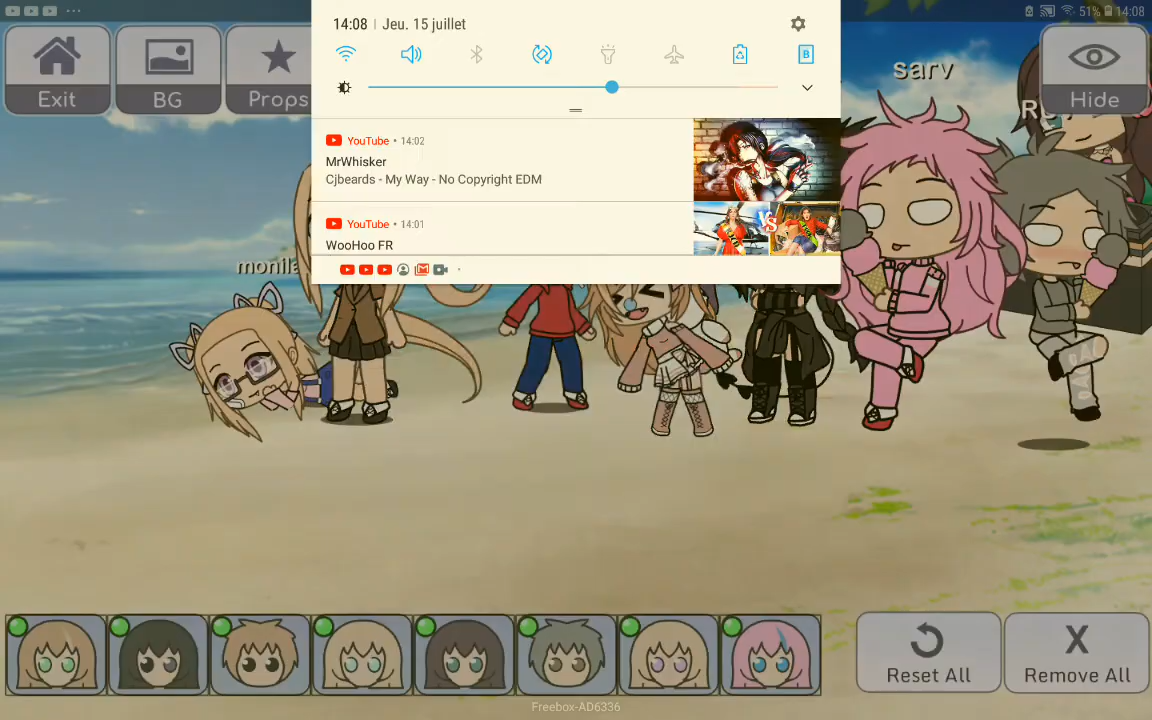 14:08 | Jeu. 15 juillet
51% 14:08
Exit
BG
Props
Hide
sarv
YouTube • 14:02
MrWhisker
Cjbeards - My Way - No Copyright EDM
YouTube • 14:01
WooHoo FR
VS
monila
Reset All
X
Remove All
Freebox-AD6336